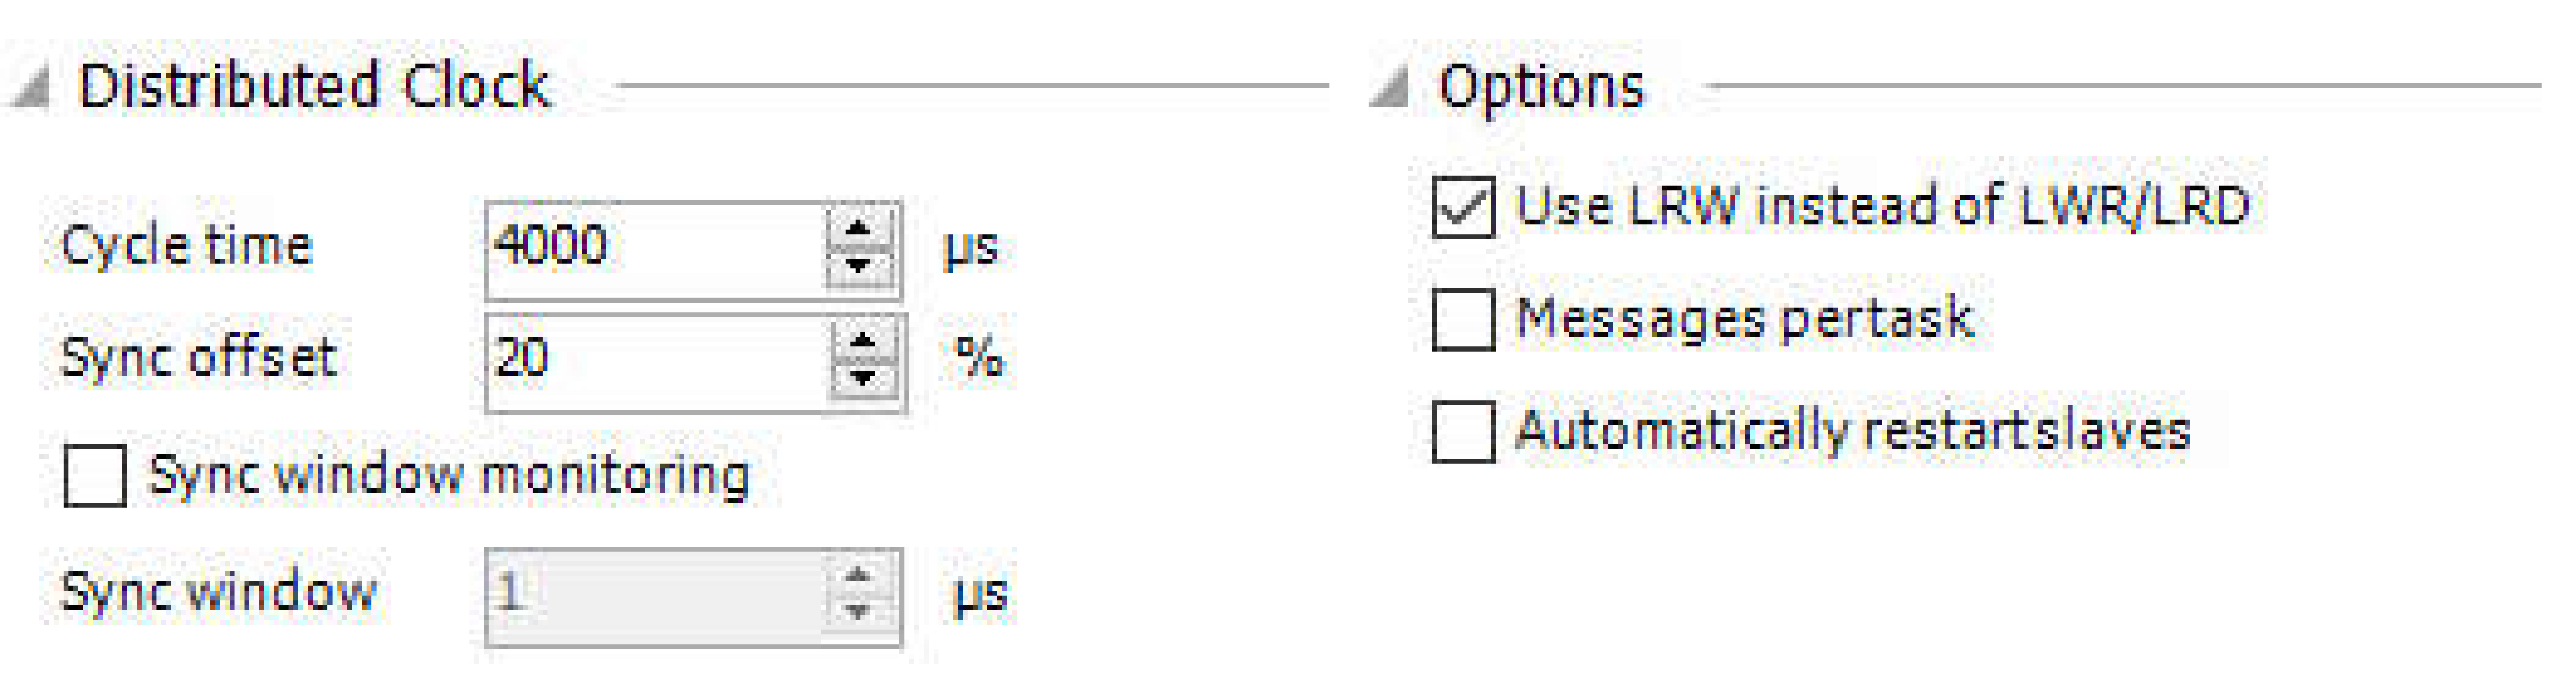 Distributed Clock
Cycle time 4000 µs
Sync offset 20 %
Sync window monitoring
Sync window 1 µs
Options
Use LRW instead of LWR/LRD
Messages pertask
Automatically restartslaves